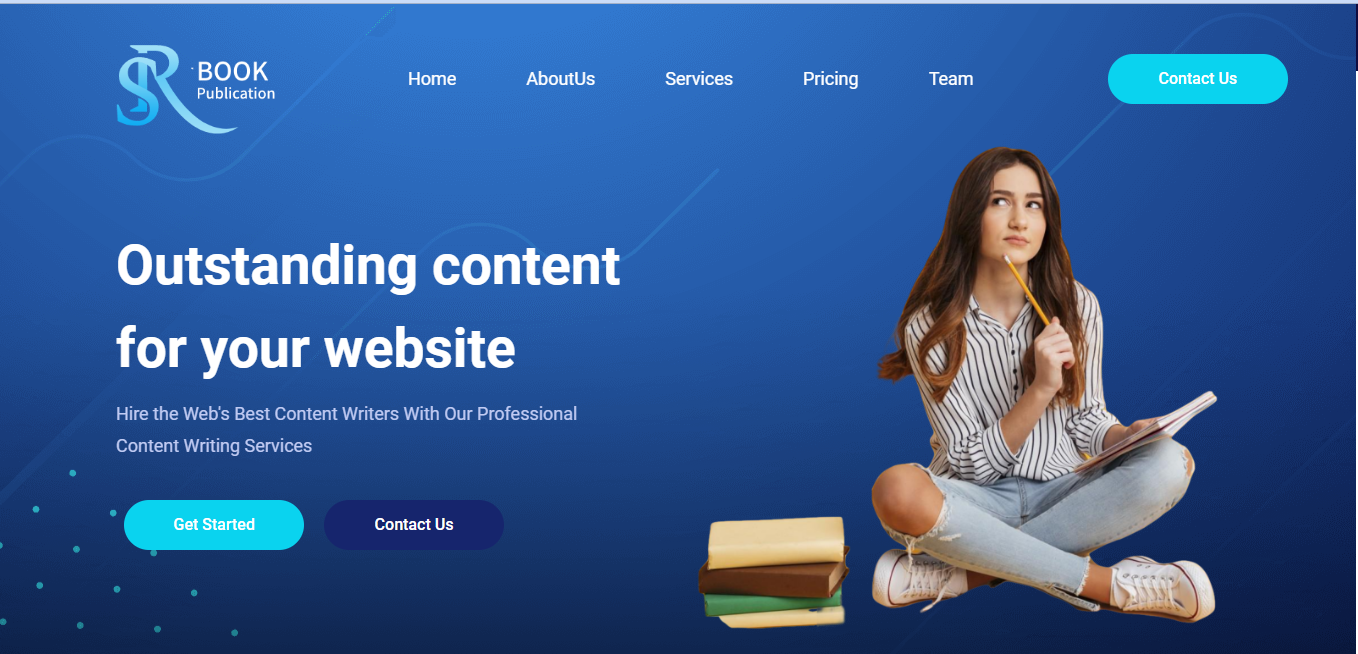 SR
BOOK
Publication
Home
AboutUs
Services
Pricing
Team
Contact Us
Outstanding content
for your website
Hire the Web's Best Content Writers With Our Professional
Content Writing Services
Get Started
Contact Us